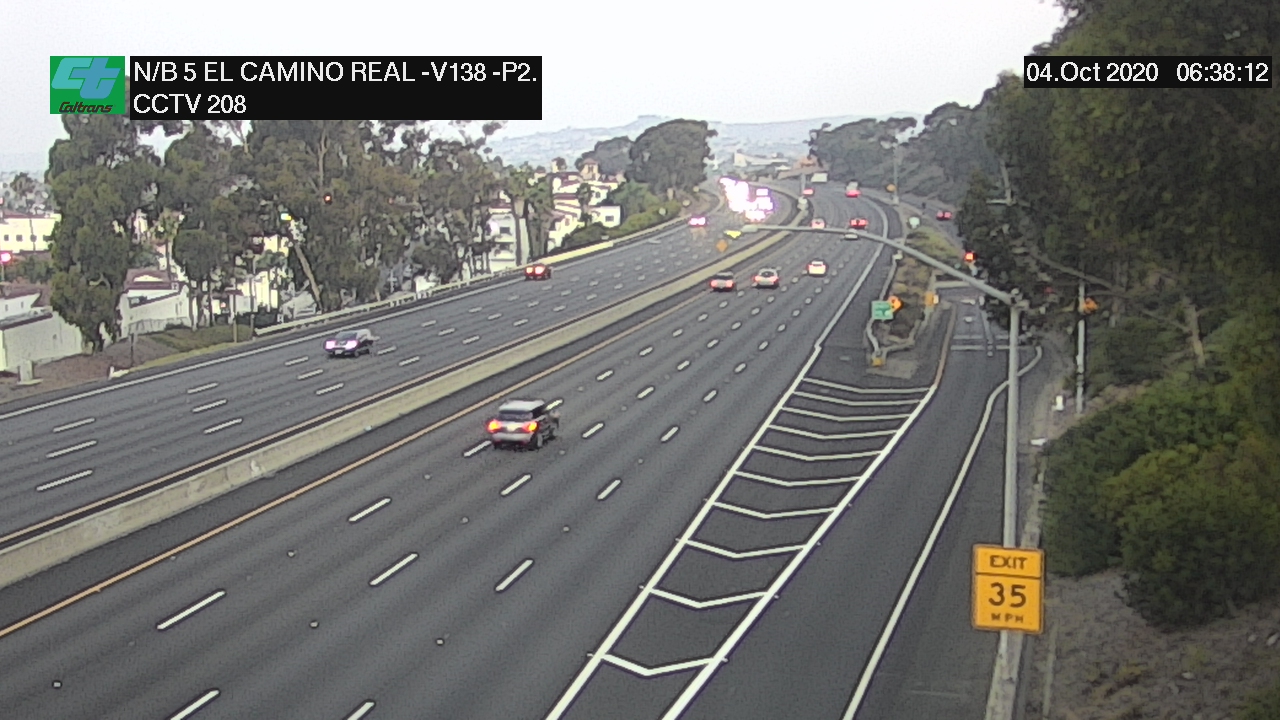 N/B 5 EL CAMINO REAL -V138 -P2.
CCTV 208
Caltrans
04.Oct 2020 06:38:12
EXIT
35
MPH